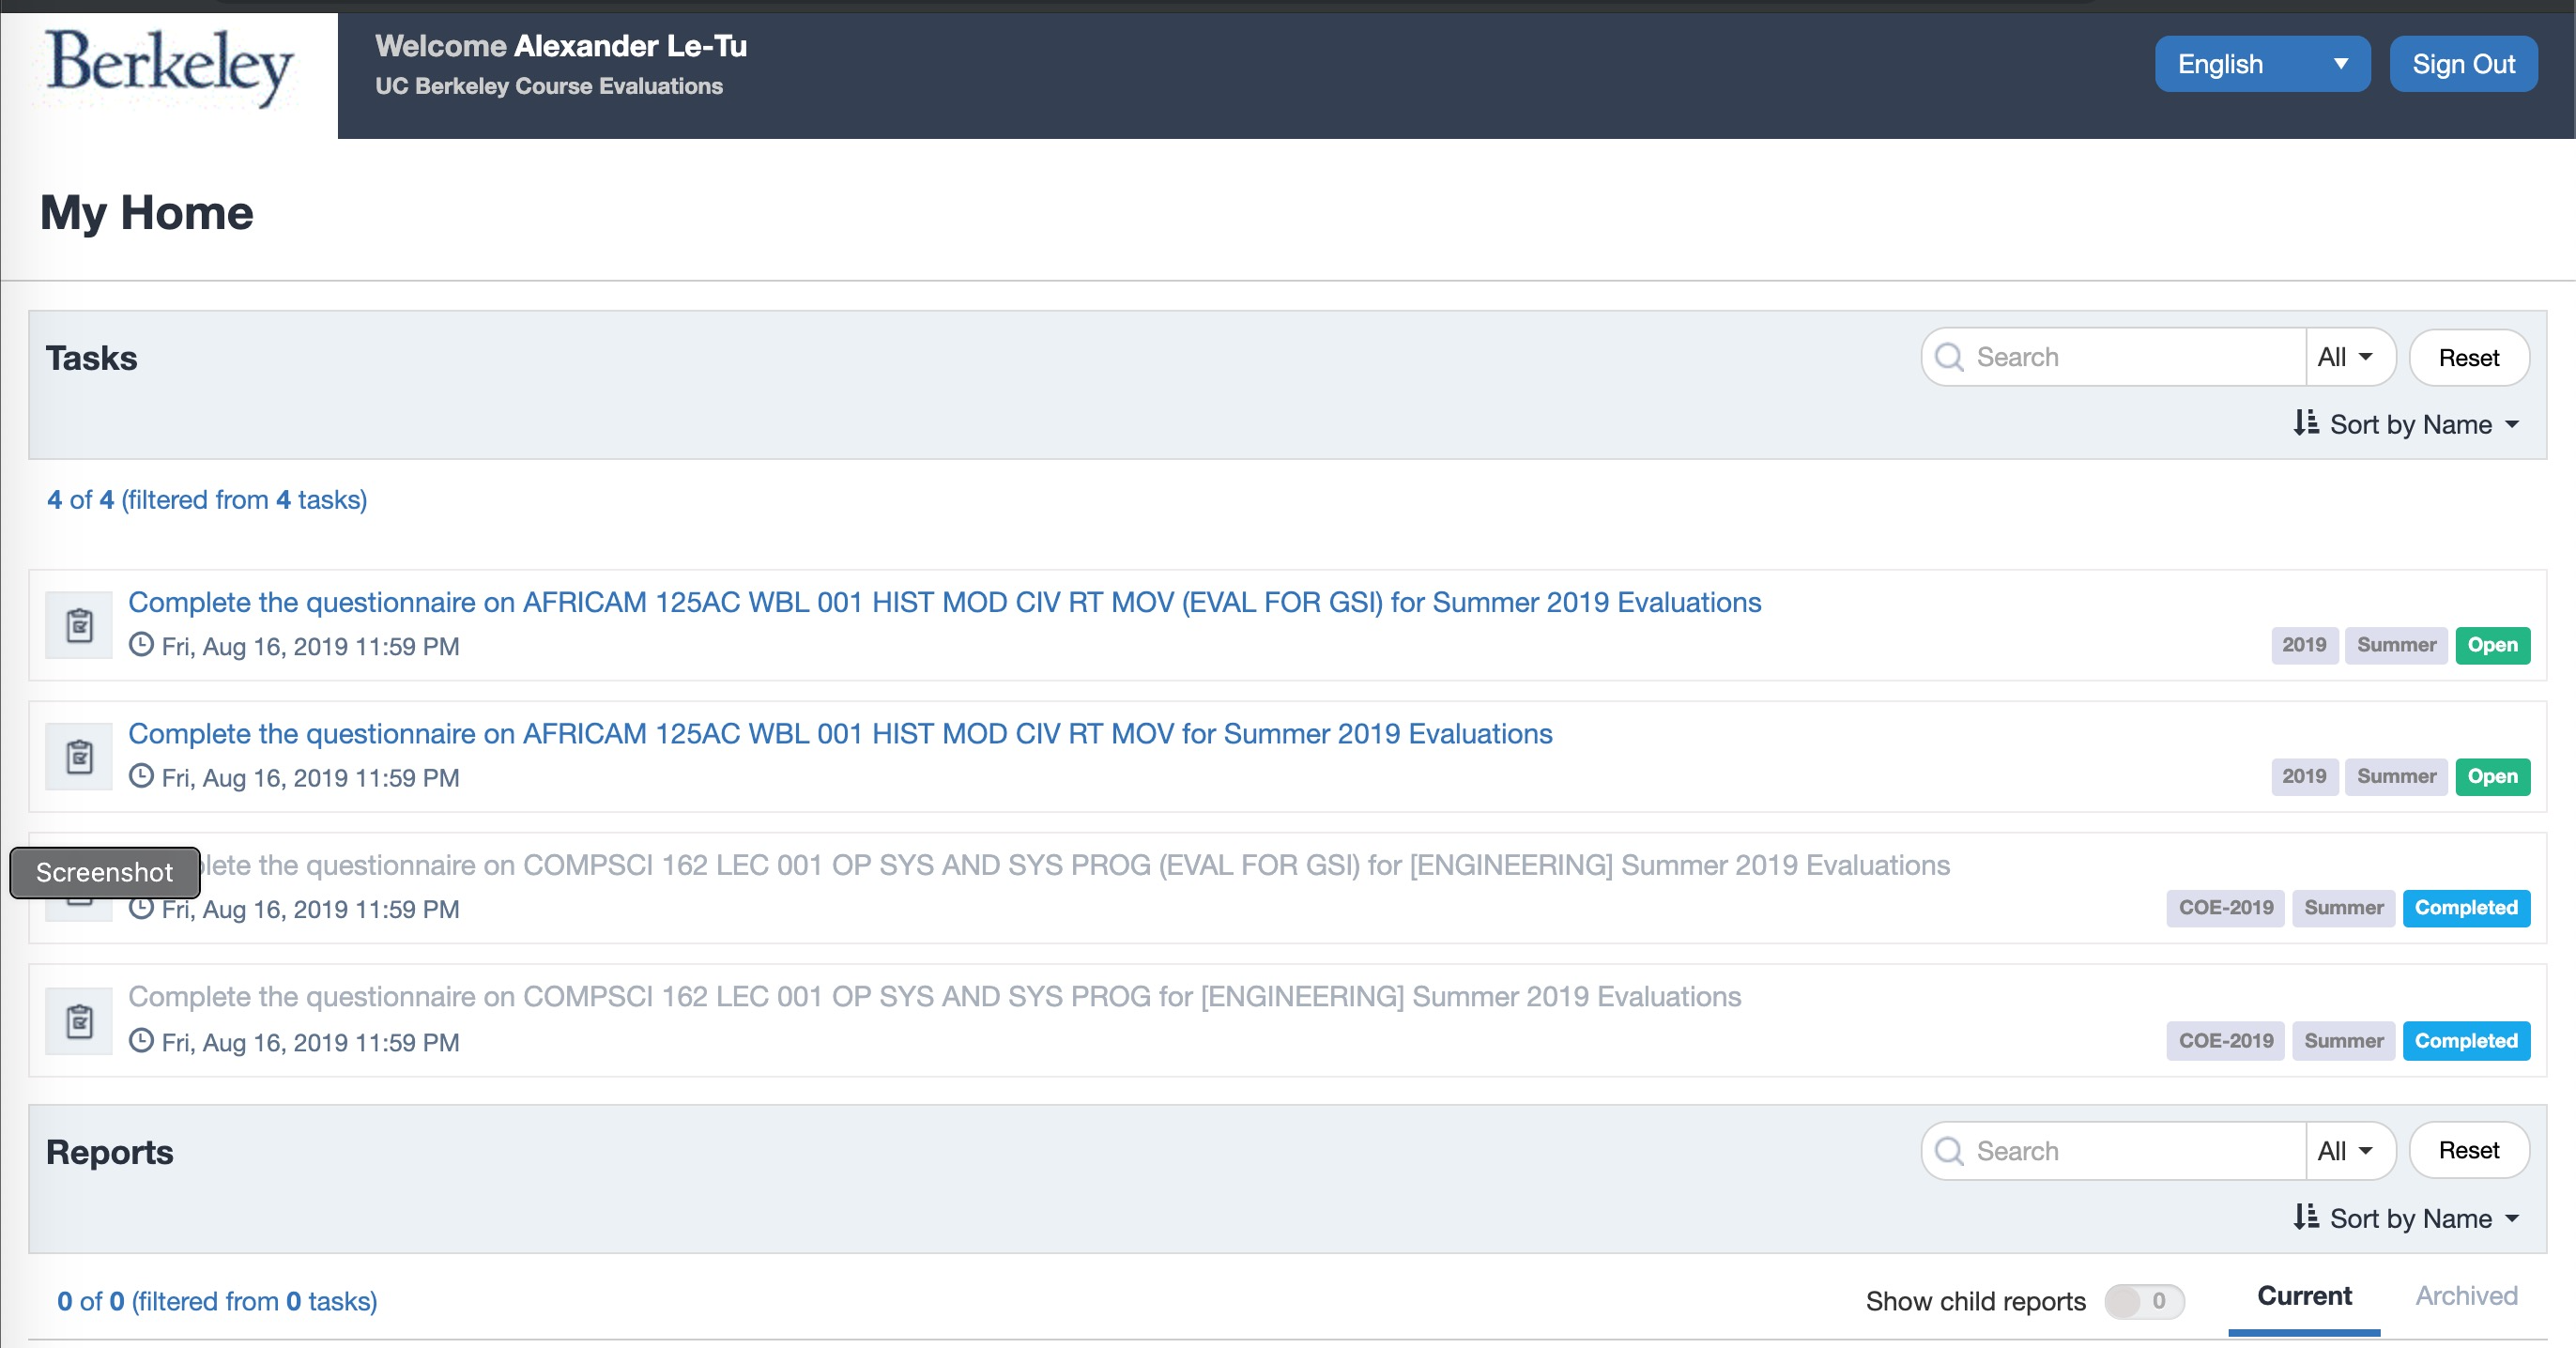 Berkeley
Welcome Alexander Le-Tu
UC Berkeley Course Evaluations
English
Sign Out
My Home
Tasks
Search
All
Reset
Sort by Name
4 of 4 (filtered from 4 tasks)
Complete the questionnaire on AFRICAM 125AC WBL 001 HIST MOD CIV RT MOV (EVAL FOR GSI) for Summer 2019 Evaluations
Fri, Aug 16, 2019 11:59 PM
2019 Summer Open
Complete the questionnaire on AFRICAM 125AC WBL 001 HIST MOD CIV RT MOV for Summer 2019 Evaluations
Fri, Aug 16, 2019 11:59 PM
2019 Summer Open
Screenshot
plete the questionnaire on COMPSCI 162 LEC 001 OP SYS AND SYS PROG (EVAL FOR GSI) for [ENGINEERING] Summer 2019 Evaluations
Fri, Aug 16, 2019 11:59 PM
COE-2019 Summer Completed
Complete the questionnaire on COMPSCI 162 LEC 001 OP SYS AND SYS PROG for [ENGINEERING] Summer 2019 Evaluations
Fri, Aug 16, 2019 11:59 PM
COE-2019 Summer Completed
Reports
Search
All
Reset
Sort by Name
0 of 0 (filtered from 0 tasks)
Show child reports 0
Current
Archived